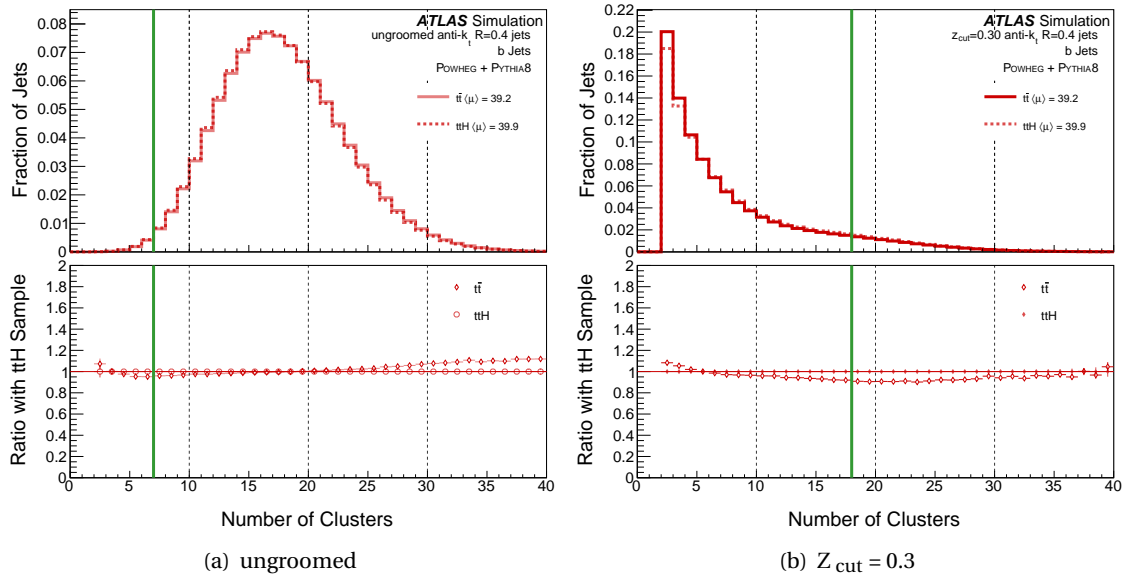 ATLAS Simulation
ungroomed anti-kt R=0.4 jets
b Jets
POWHEG + PYTHIA8
tt̄ ⟨μ⟩ = 39.2
ttH ⟨μ⟩ = 39.9
Fraction of Jets
0.08
0.07
0.06
0.05
0.04
0.03
0.02
0.01
0
Ratio with ttH Sample
2
1.8
1.6
1.4
1.2
1
0.8
0.6
0.4
0.2
0
tt̄
ttH
0 5 10 15 20 25 30 35 40
Number of Clusters
(a) ungroomed
ATLAS Simulation
zcut=0.30 anti-kt R=0.4 jets
b Jets
POWHEG + PYTHIA8
tt̄ ⟨μ⟩ = 39.2
ttH ⟨μ⟩ = 39.9
Fraction of Jets
0.22
0.2
0.18
0.16
0.14
0.12
0.1
0.08
0.06
0.04
0.02
0
Ratio with ttH Sample
2
1.8
1.6
1.4
1.2
1
0.8
0.6
0.4
0.2
0
tt̄
ttH
0 5 10 15 20 25 30 35 40
Number of Clusters
(b) Z cut = 0.3